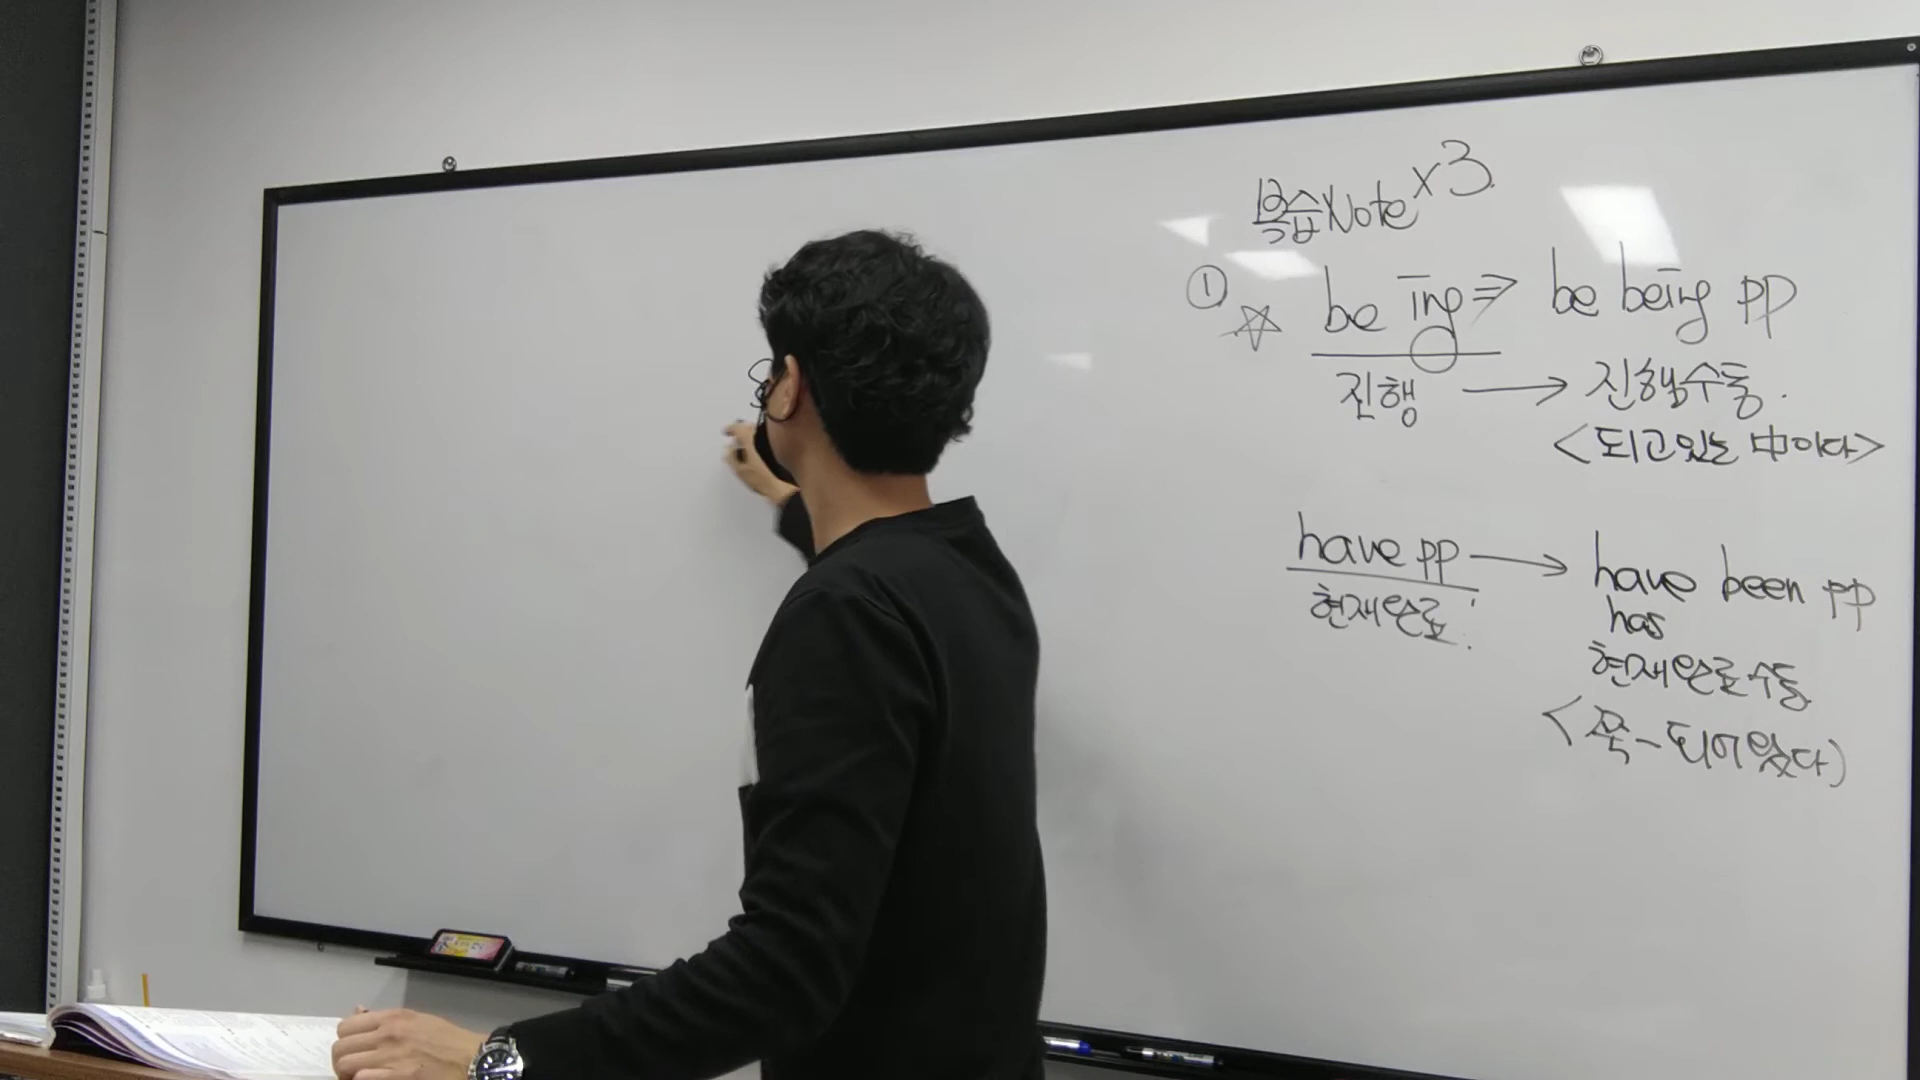 복습Note x3
① ☆ be ing ⇒ be being pp
진행 → 진행수동.
<되고 있는 中이다>
have pp → have been pp
has
현재완료 현재완료수동
<쭉- 되어 왔다)